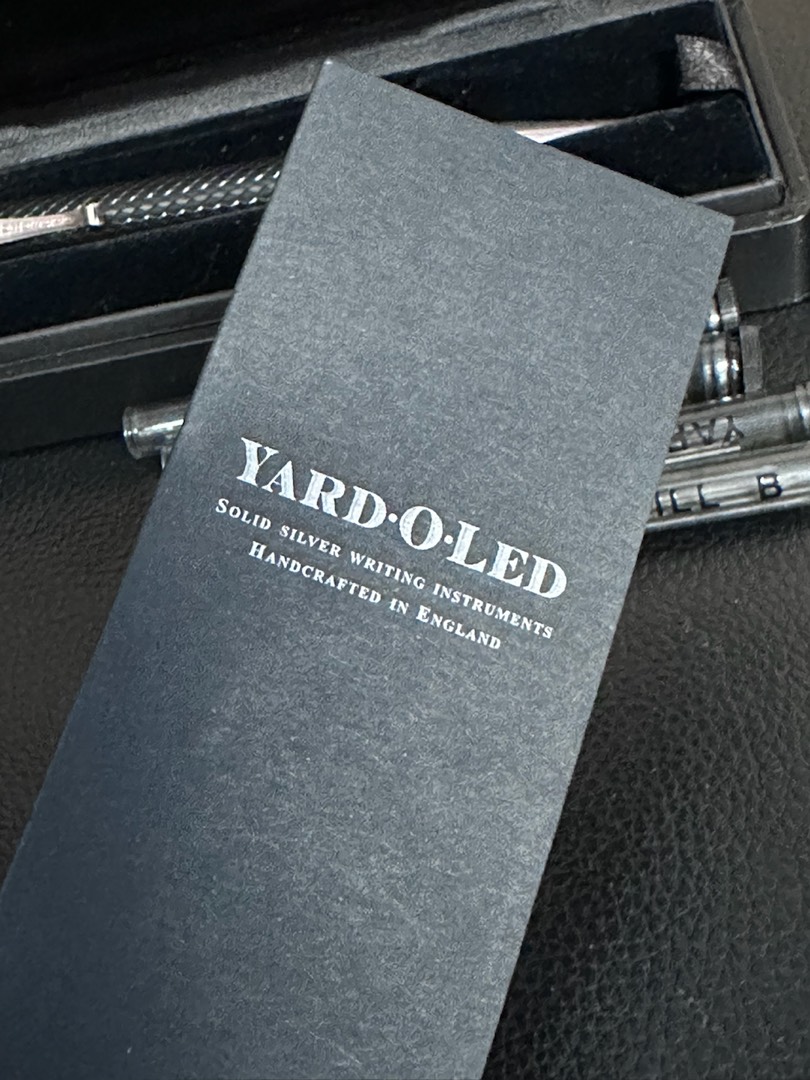 YARD·O·LED
SOLID SILVER WRITING INSTRUMENTS
HANDCRAFTED IN ENGLAND
B